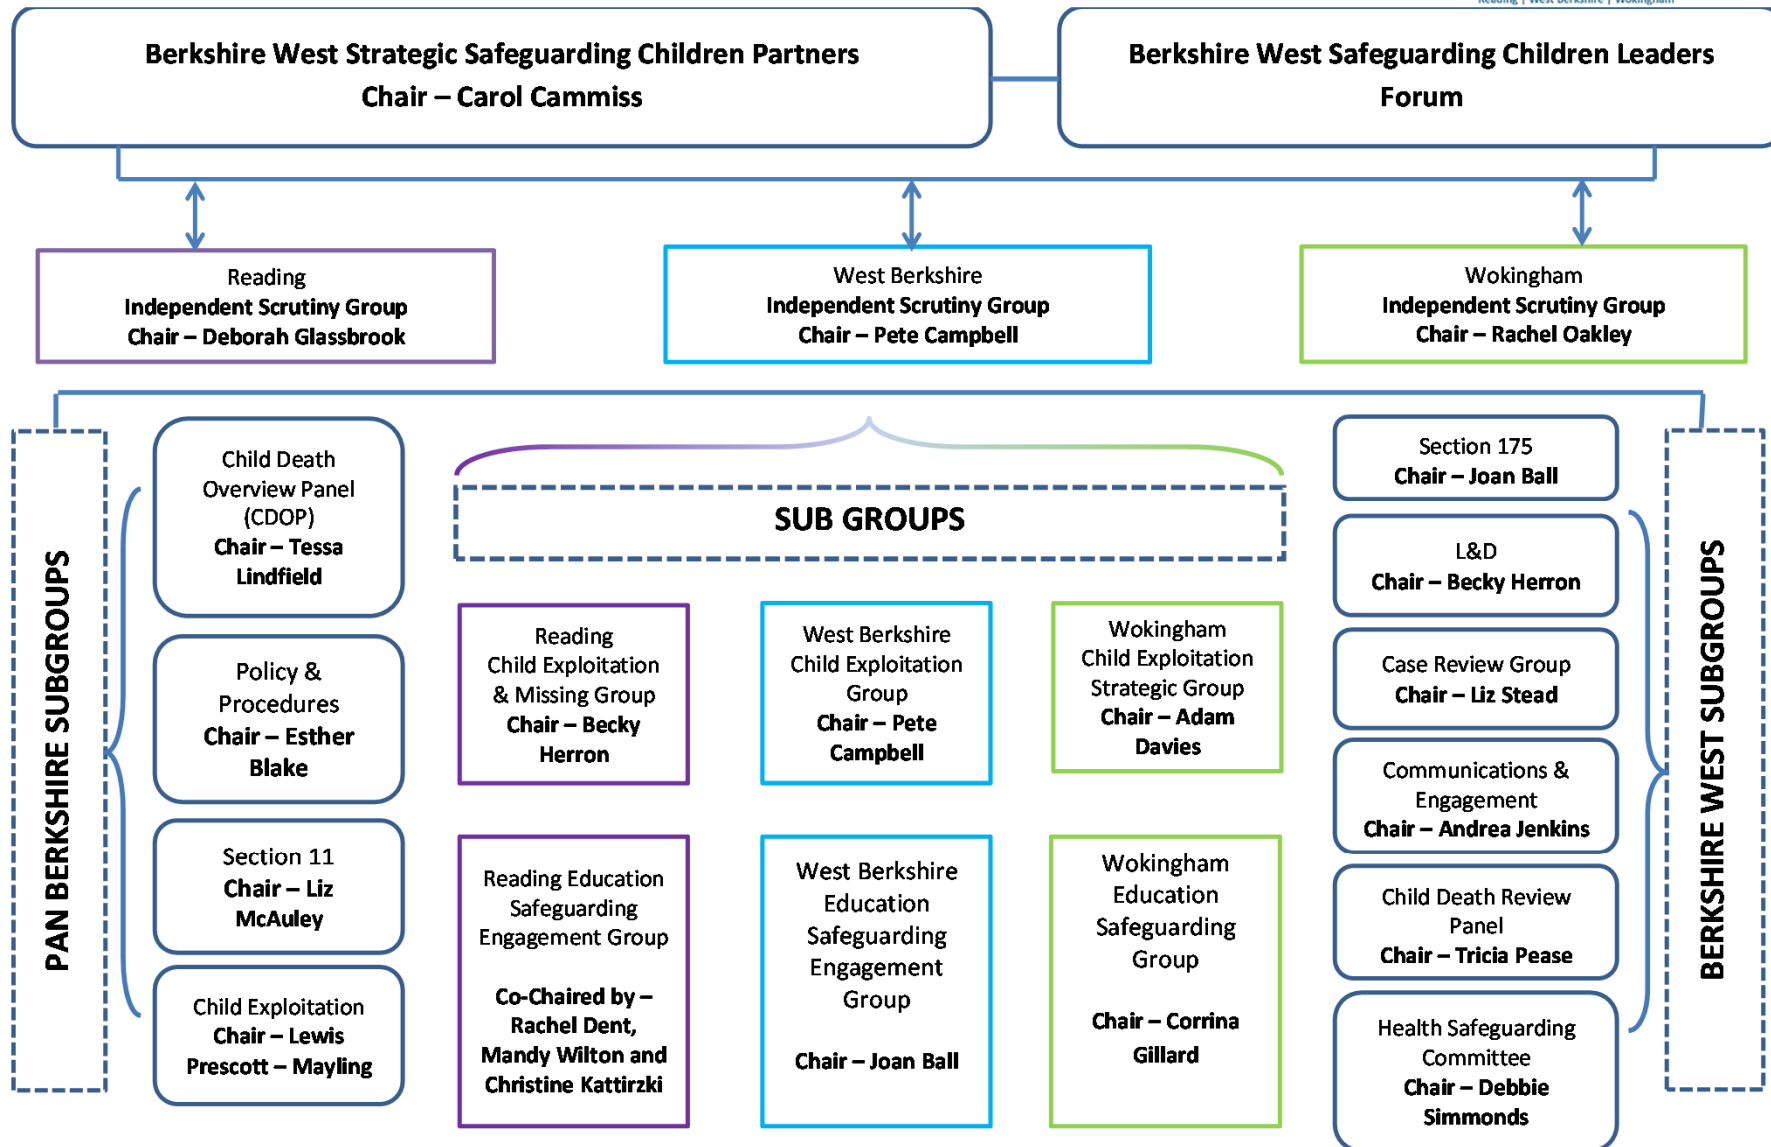 Reading | West Berkshire | Wokingham
Berkshire West Strategic Safeguarding Children Partners
Chair – Carol Cammiss
Berkshire West Safeguarding Children Leaders
Forum
Reading
Independent Scrutiny Group
Chair – Deborah Glassbrook
West Berkshire
Independent Scrutiny Group
Chair – Pete Campbell
Wokingham
Independent Scrutiny Group
Chair – Rachel Oakley
PAN BERKSHIRE SUBGROUPS
Child Death
Overview Panel
(CDOP)
Chair – Tessa
Lindfield
Policy &
Procedures
Chair – Esther
Blake
Section 11
Chair – Liz
McAuley
Child Exploitation
Chair – Lewis
Prescott – Mayling
SUB GROUPS
Reading
Child Exploitation
& Missing Group
Chair – Becky
Herron
West Berkshire
Child Exploitation
Group
Chair – Pete
Campbell
Wokingham
Child Exploitation
Strategic Group
Chair – Adam
Davies
Reading Education
Safeguarding
Engagement Group
Co-Chaired by –
Rachel Dent,
Mandy Wilton and
Christine Kattirzki
West Berkshire
Education
Safeguarding
Engagement
Group
Chair – Joan Ball
Wokingham
Education
Safeguarding
Group
Chair – Corrina
Gillard
Section 175
Chair – Joan Ball
L&D
Chair – Becky Herron
Case Review Group
Chair – Liz Stead
Communications &
Engagement
Chair – Andrea Jenkins
Child Death Review
Panel
Chair – Tricia Pease
Health Safeguarding
Committee
Chair – Debbie
Simmonds
BERKSHIRE WEST SUBGROUPS